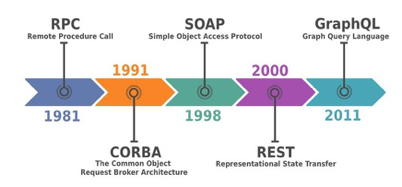 RPC
Remote Procedure Call
1981
1991
CORBA
The Common Object
Request Broker Architecture
SOAP
Simple Object Access Protocol
1998
2000
REST
Representational State Transfer
GraphQL
Graph Query Language
2011